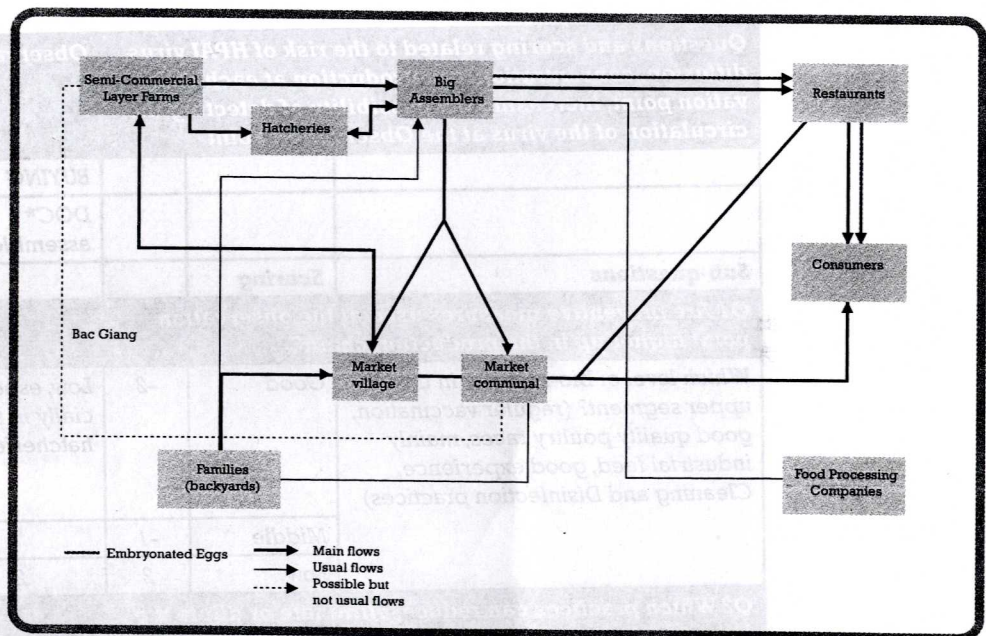 Semi-Commercial
Layer Farms
Big
Assemblers
Restaurants
Hatcheries
Consumers
Bac Giang
Market
village
Market
communal
Families
(backyards)
Food Processing
Companies
Embryonated Eggs
Main flows
Usual flows
Possible but
not usual flows